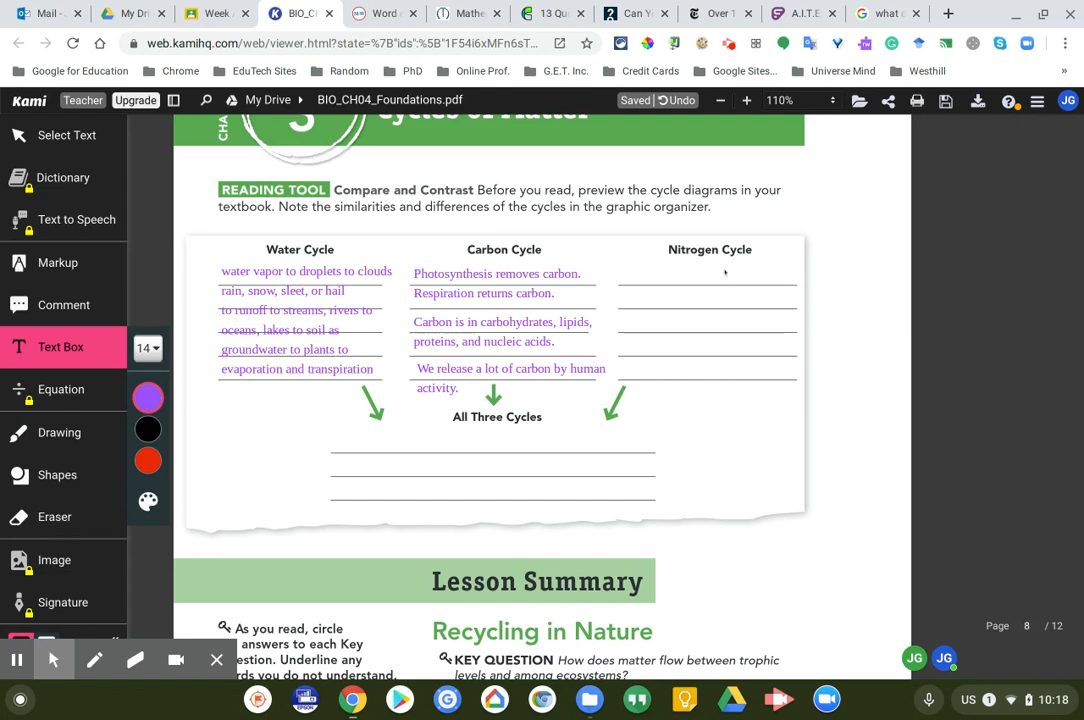 Mail -
My Dri
Week
BIO_CH
Word
Mathe
13 Qu
Can Y
Over 1
A.I.T.E
what c
web.kamihq.com/web/viewer.html?state=%7B"ids":%5B"1F54i6xMFn6sT...
Google for Education
Chrome
EduTech Sites
Random
PhD
Online Prof.
G.E.T. Inc.
Credit Cards
Google Sites...
Universe Mind
Westhill
»
Kami
Teacher
Upgrade
My Drive
BIO_CH04_Foundations.pdf
Saved
Undo
110%
JG
Select Text
Dictionary
Text to Speech
Markup
Comment
Text Box
14
Equation
Drawing
Shapes
Eraser
Image
Signature
CHA
3
Cycles of Matter
READING TOOL Compare and Contrast Before you read, preview the cycle diagrams in your
textbook. Note the similarities and differences of the cycles in the graphic organizer.
Water Cycle
water vapor to droplets to clouds
rain, snow, sleet, or hail
to runoff to streams, rivers to
oceans, lakes to soil as
groundwater to plants to
evaporation and transpiration
Carbon Cycle
Photosynthesis removes carbon.
Respiration returns carbon.
Carbon is in carbohydrates, lipids,
proteins, and nucleic acids.
We release a lot of carbon by human
activity.
Nitrogen Cycle
All Three Cycles
Lesson Summary
As you read, circle
answers to each Key
estion. Underline any
rds you do not understand.
Recycling in Nature
KEY QUESTION How does matter flow between trophic
levels and among ecosystems?
Page 8 / 12
JG
JG
EPSON
US
1
10:18